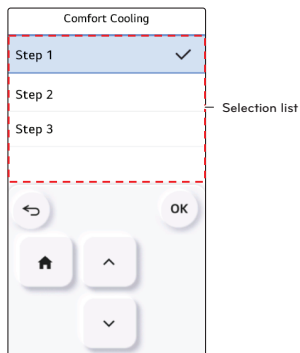 Comfort Cooling
Step 1
Step 2
Selection list
Step 3
OK